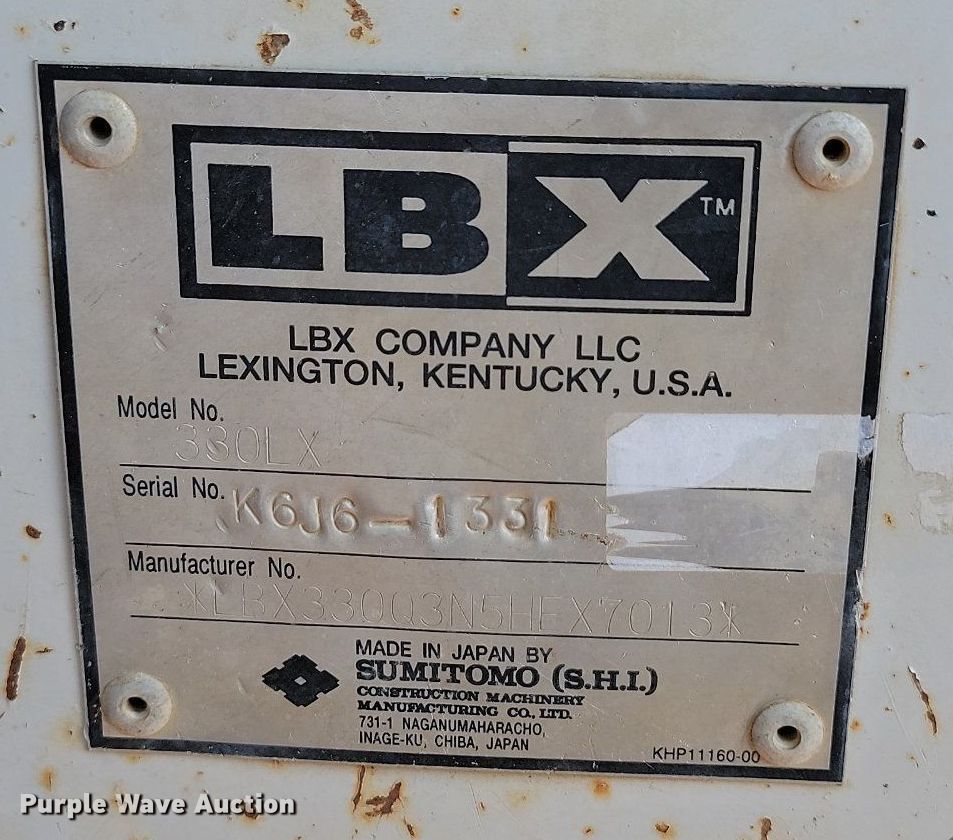 LBX™
LBX COMPANY LLC
LEXINGTON, KENTUCKY, U.S.A.
Model No.
330LX
Serial No. K6J6-1331
Manufacturer No.
XLBX330Q3N5HEX7013X
MADE IN JAPAN BY
SUMITOMO (S.H.I.)
CONSTRUCTION MACHINERY
MANUFACTURING CO., LTD.
731-1 NAGANUMAHARACHO,
INAGE-KU, CHIBA, JAPAN
KHP11160-00
Purple Wave Auction